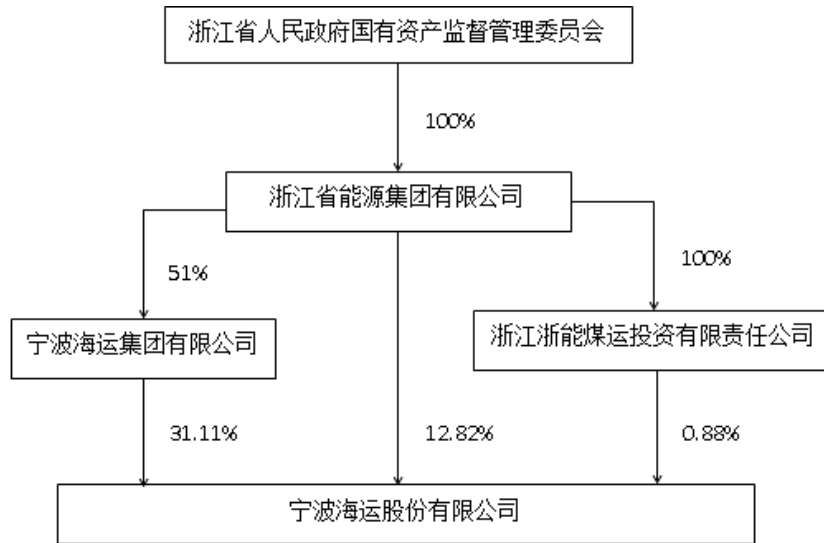 浙江省人民政府国有资产监督管理委员会
100%
浙江省能源集团有限公司
51%
100%
宁波海运集团有限公司
浙江浙能煤运投资有限责任公司
31.11%
12.82%
0.88%
宁波海运股份有限公司